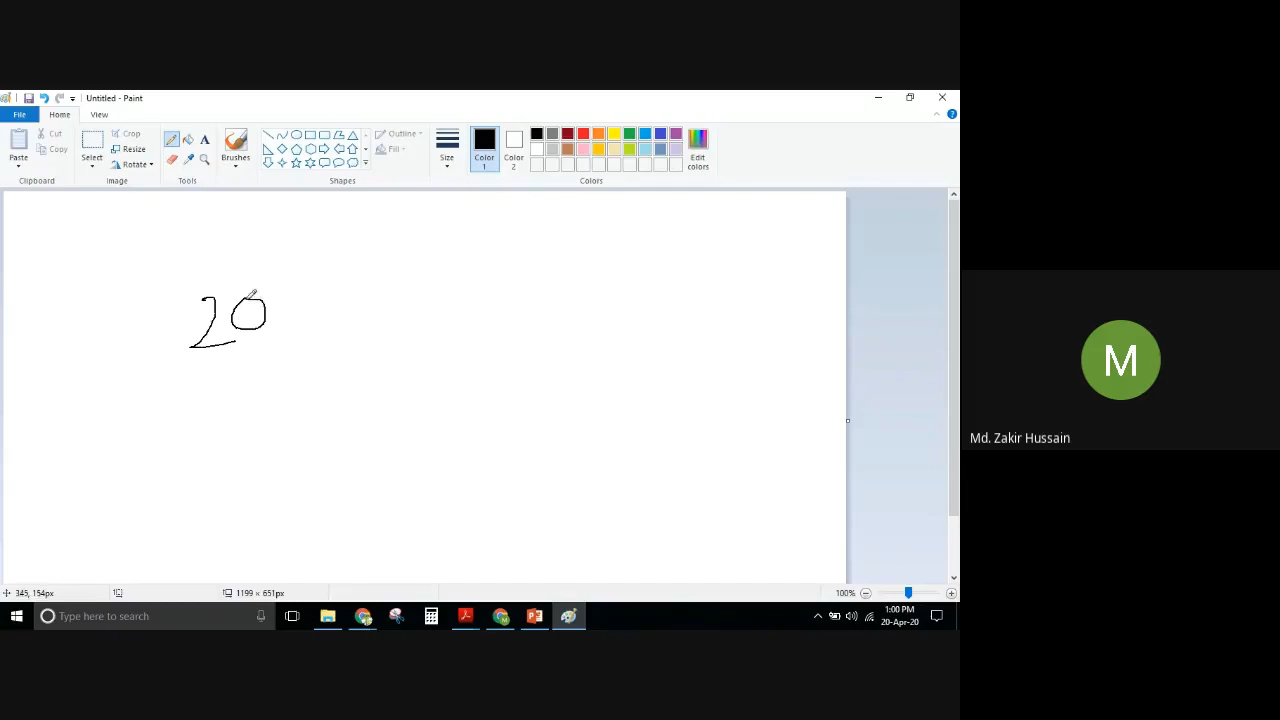 Untitled - Paint
File Home View
Paste Cut Copy Clipboard
Select Crop Resize Rotate Image
Tools
Brushes
Shapes Outline Fill
Size
Color 1
Color 2
Edit colors
Colors
20
M
Md. Zakir Hussain
345, 154px
1199 × 651px
100%
Type here to search
1:00 PM
20-Apr-20